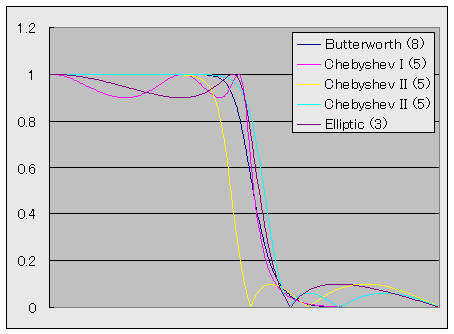 1.2
1
0.8
0.6
0.4
0.2
0
Butterworth (8)
Chebyshev I (5)
Chebyshev II (5)
Chebyshev II (5)
Elliptic (3)